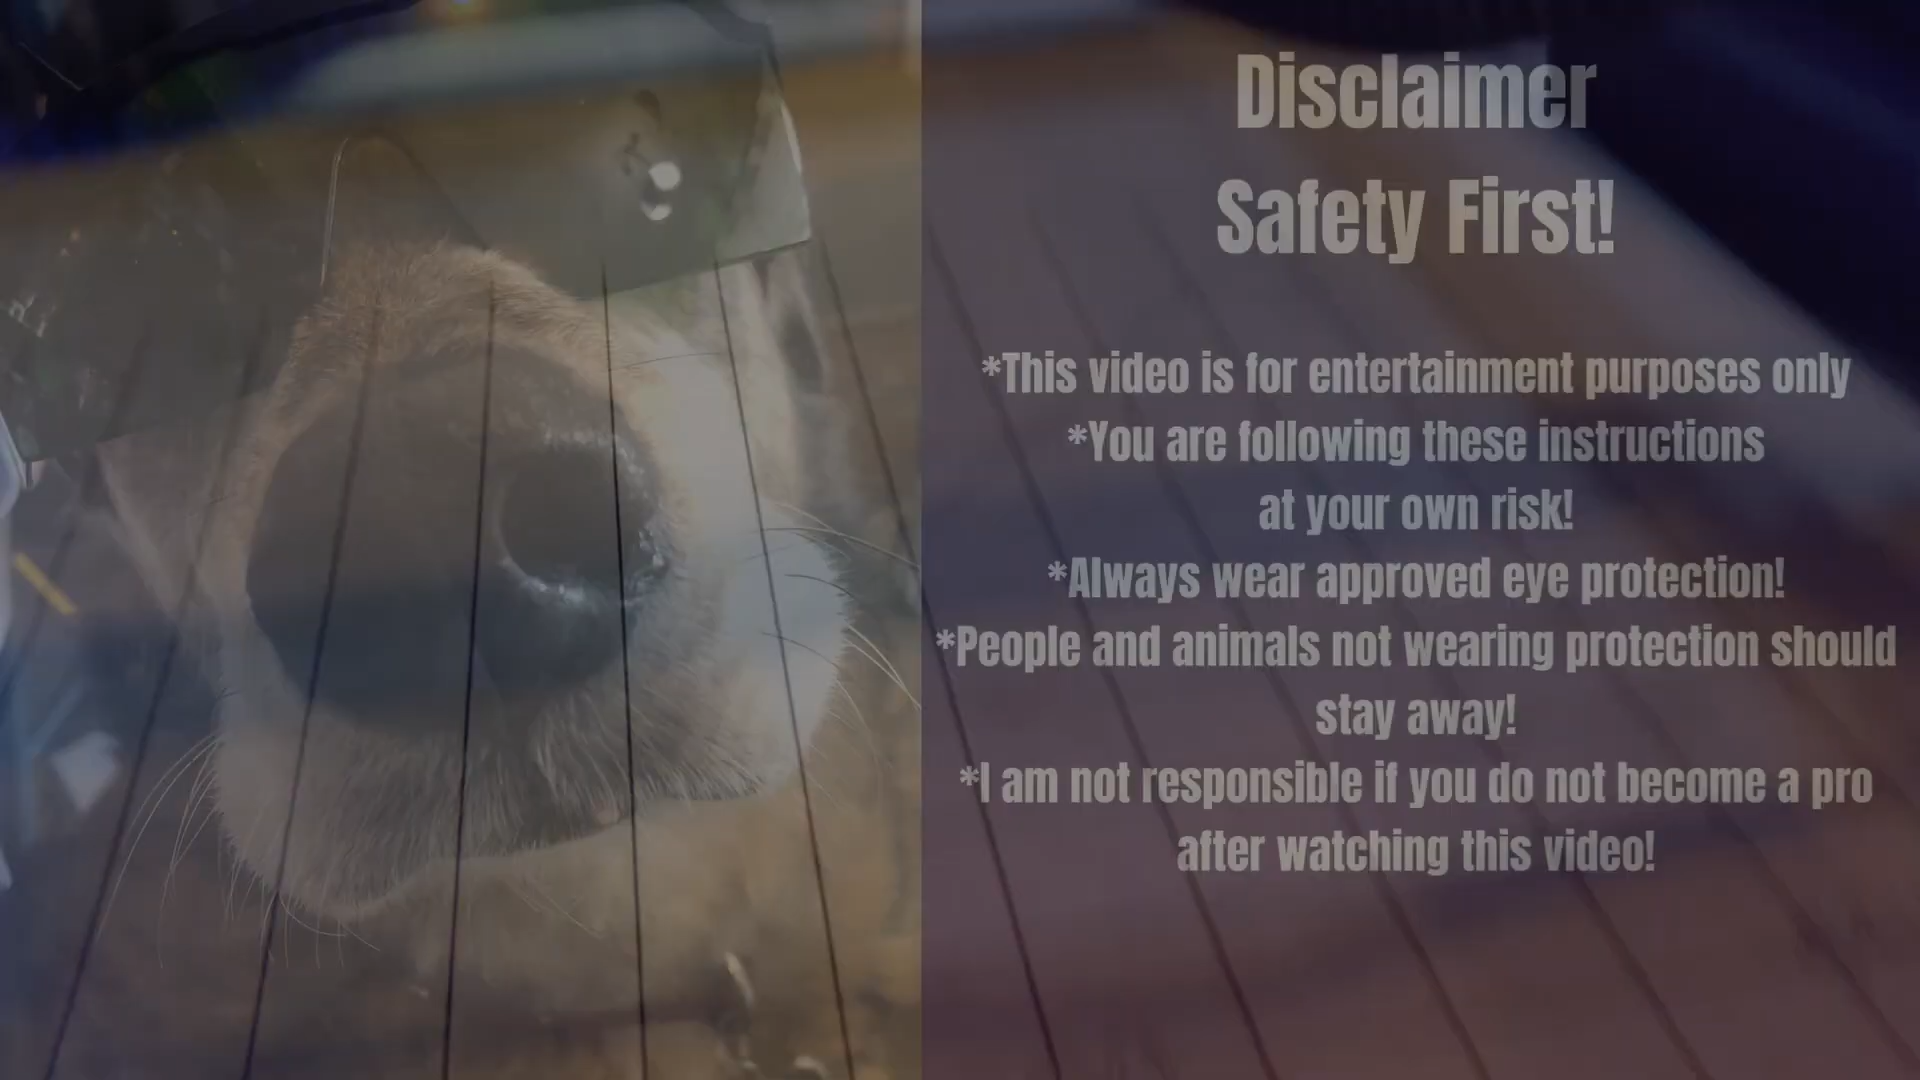 Disclaimer
Safety First!
*This video is for entertainment purposes only
*You are following these instructions
at your own risk!
*Always wear approved eye protection!
*People and animals not wearing protection should
stay away!
*I am not responsible if you do not become a pro
after watching this video!